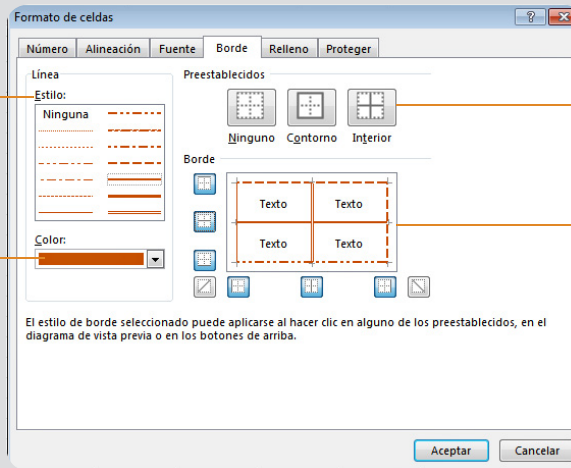 Formato de celdas
Número Alineación Fuente Borde Relleno Proteger
Línea
Estilo:
Ninguna
Color:
Preestablecidos
Ninguno Contorno Interior
Borde
Texto Texto
Texto Texto
El estilo de borde seleccionado puede aplicarse al hacer clic en alguno de los preestablecidos, en el
diagrama de vista previa o en los botones de arriba.
Aceptar Cancelar